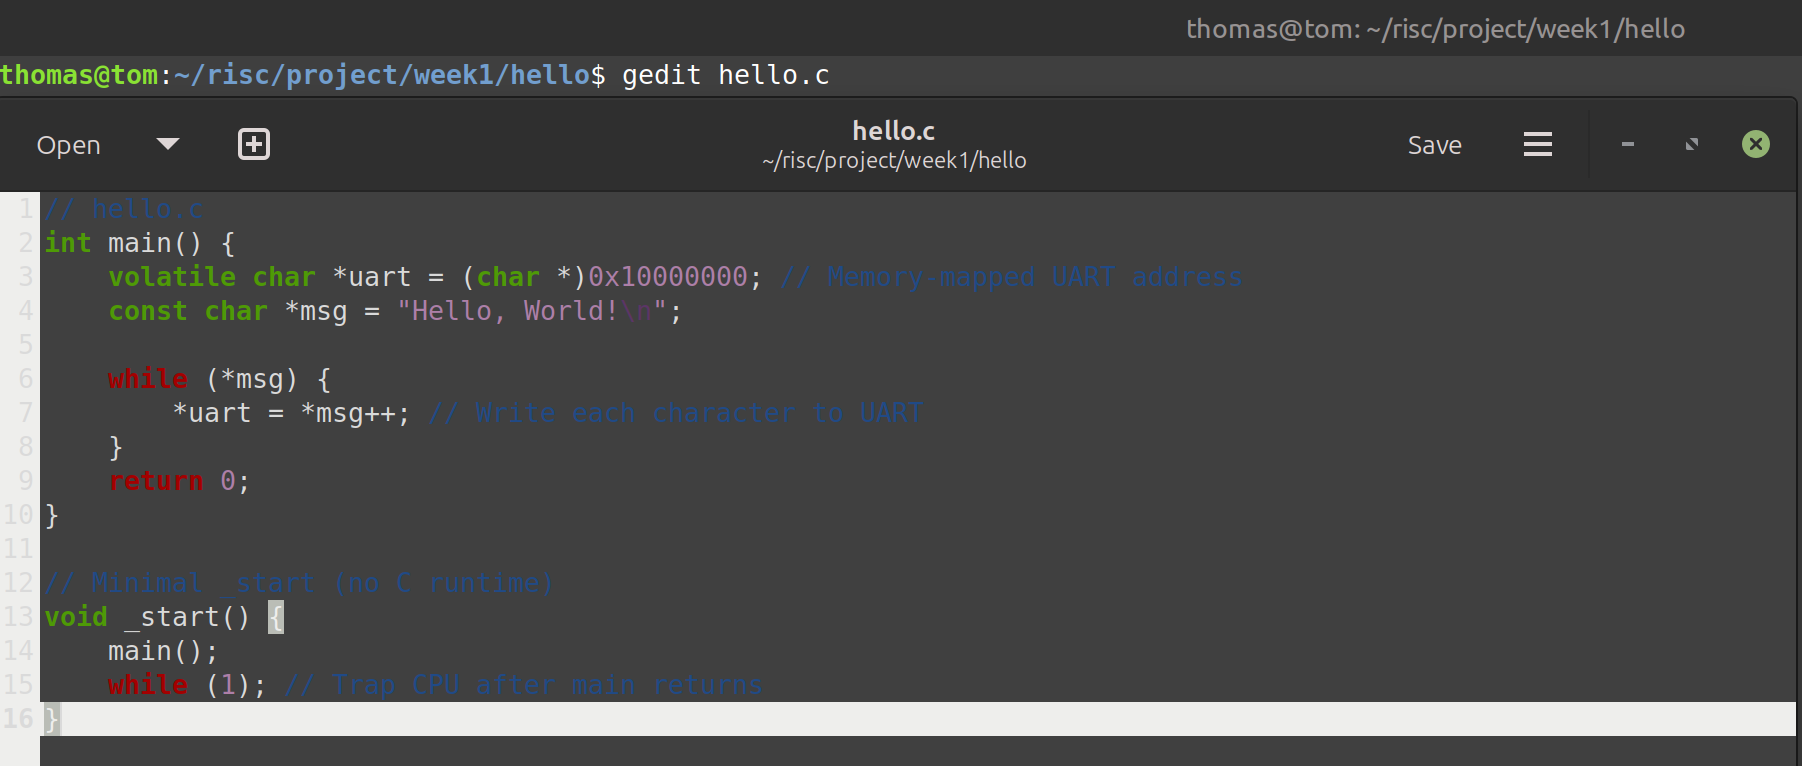 thomas@tom: ~/risc/project/week1/hello
thomas@tom:~/risc/project/week1/hello$ gedit hello.c
Open
hello.c
~/risc/project/week1/hello
Save
1 // hello.c
2 int main() {
3     volatile char *uart = (char *)0x10000000; // Memory-mapped UART address
4     const char *msg = "Hello, World!\n";
5
6     while (*msg) {
7         *uart = *msg++; // Write each character to UART
8     }
9     return 0;
10 }
11
12 // Minimal _start (no C runtime)
13 void _start() {
14     main();
15     while (1); // Trap CPU after main returns
16 }